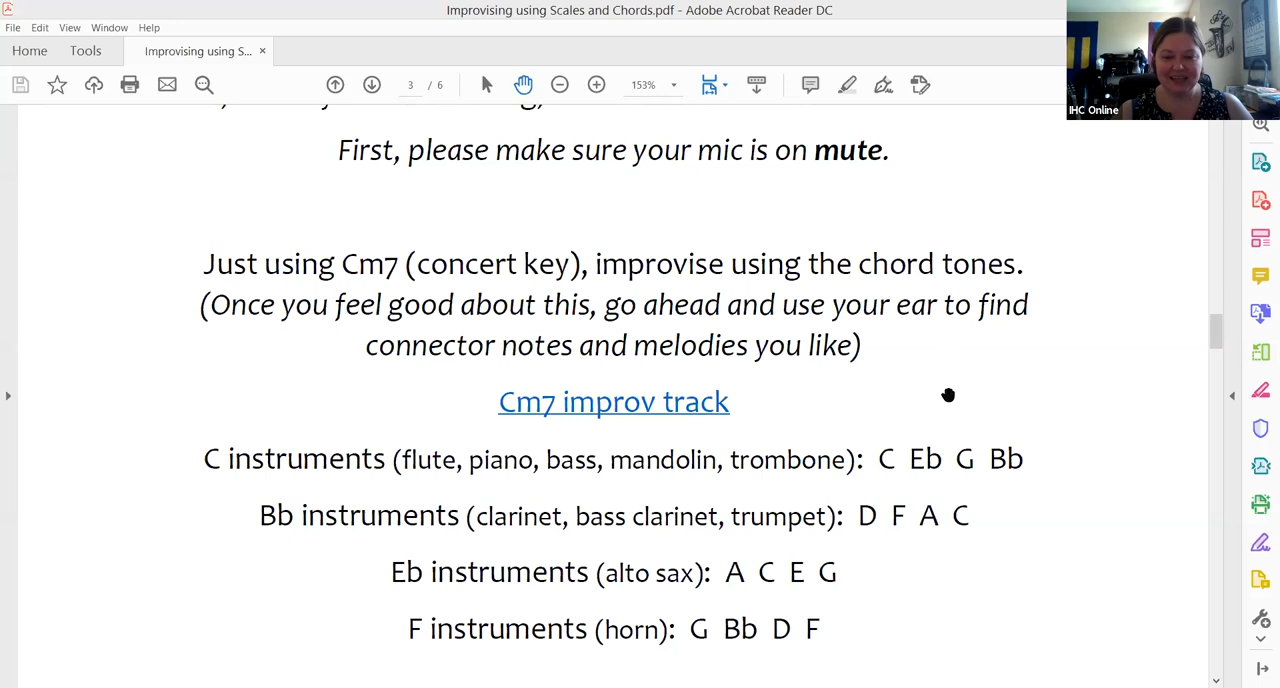 Improvising using Scales and Chords.pdf - Adobe Acrobat Reader DC
File Edit View Window Help
Home Tools Improvising using S... ×
3 / 6 153%
IHC Online
First, please make sure your mic is on mute.
Just using Cm7 (concert key), improvise using the chord tones.
(Once you feel good about this, go ahead and use your ear to find
connector notes and melodies you like)
Cm7 improv track
C instruments (flute, piano, bass, mandolin, trombone): C Eb G Bb
Bb instruments (clarinet, bass clarinet, trumpet): D F A C
Eb instruments (alto sax): A C E G
F instruments (horn): G Bb D F